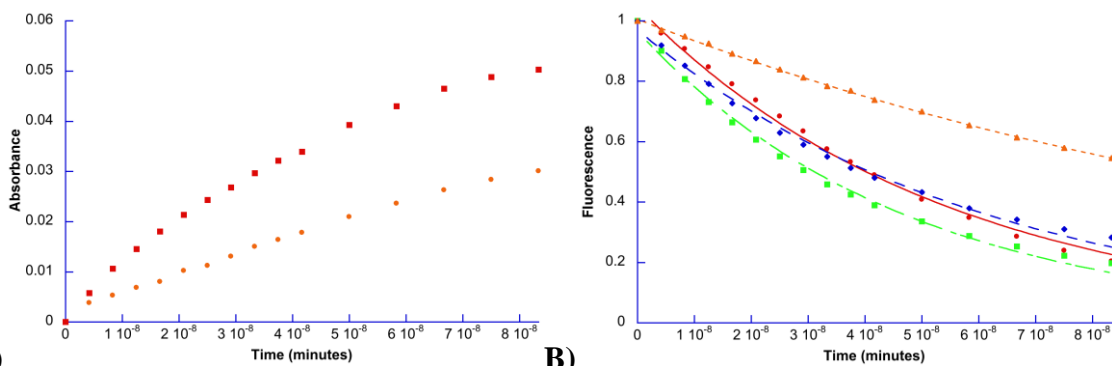 0.06
0.05
0.04
0.03
0.02
0.01
0
Absorbance
0 1 10⁻⁸ 2 10⁻⁸ 3 10⁻⁸ 4 10⁻⁸ 5 10⁻⁸ 6 10⁻⁸ 7 10⁻⁸ 8 10⁻⁸
Time (minutes)
)
B)
1
0.8
0.6
0.4
0.2
0
Fluorescence
0 1 10⁻⁸ 2 10⁻⁸ 3 10⁻⁸ 4 10⁻⁸ 5 10⁻⁸ 6 10⁻⁸ 7 10⁻⁸ 8 10⁻⁸
Time (minutes)